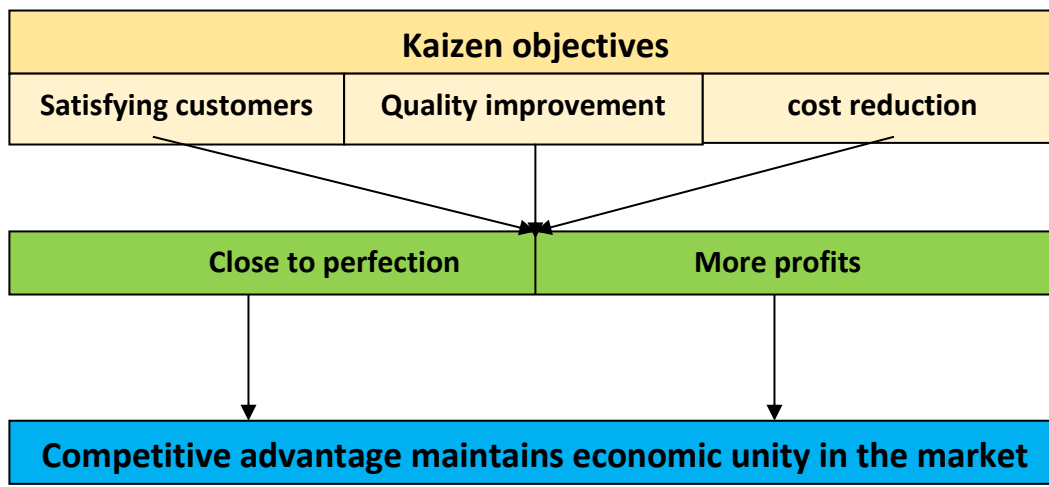 Kaizen objectives
Satisfying customers
Quality improvement
cost reduction
Close to perfection
More profits
Competitive advantage maintains economic unity in the market